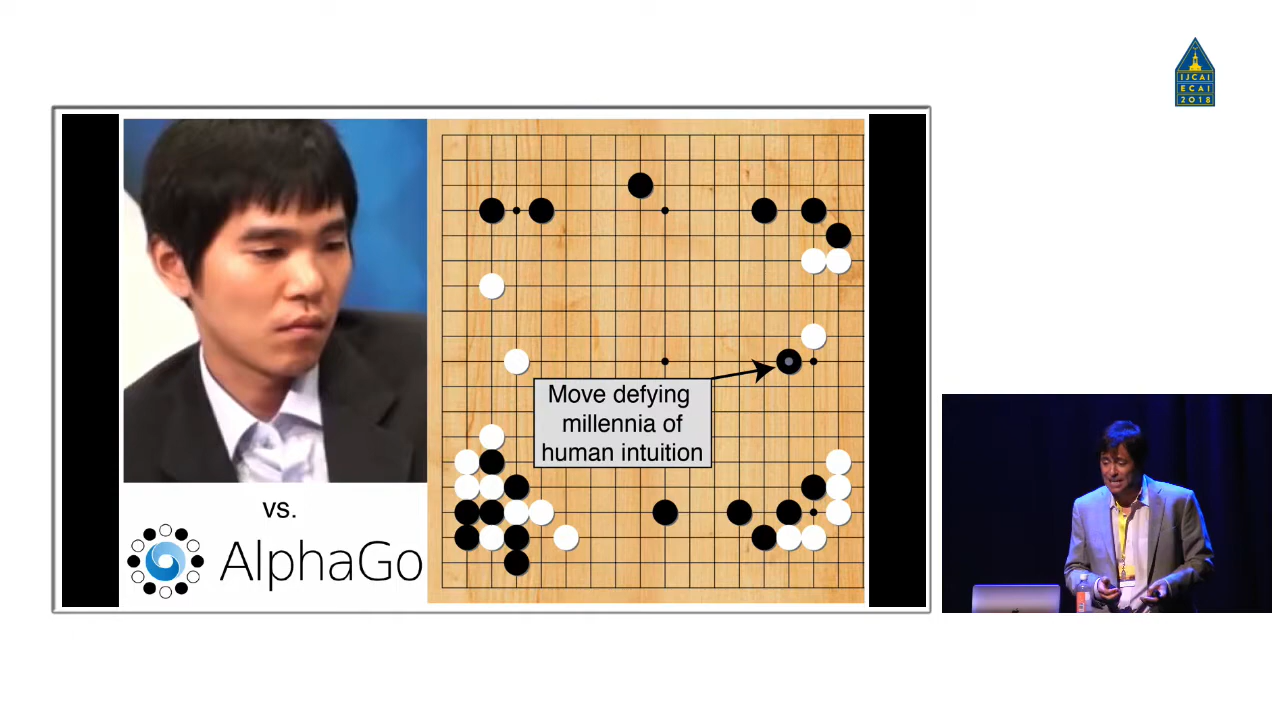 IJCAI
ECAI
2018
Move defying
millennia of
human intuition
vs.
AlphaGo